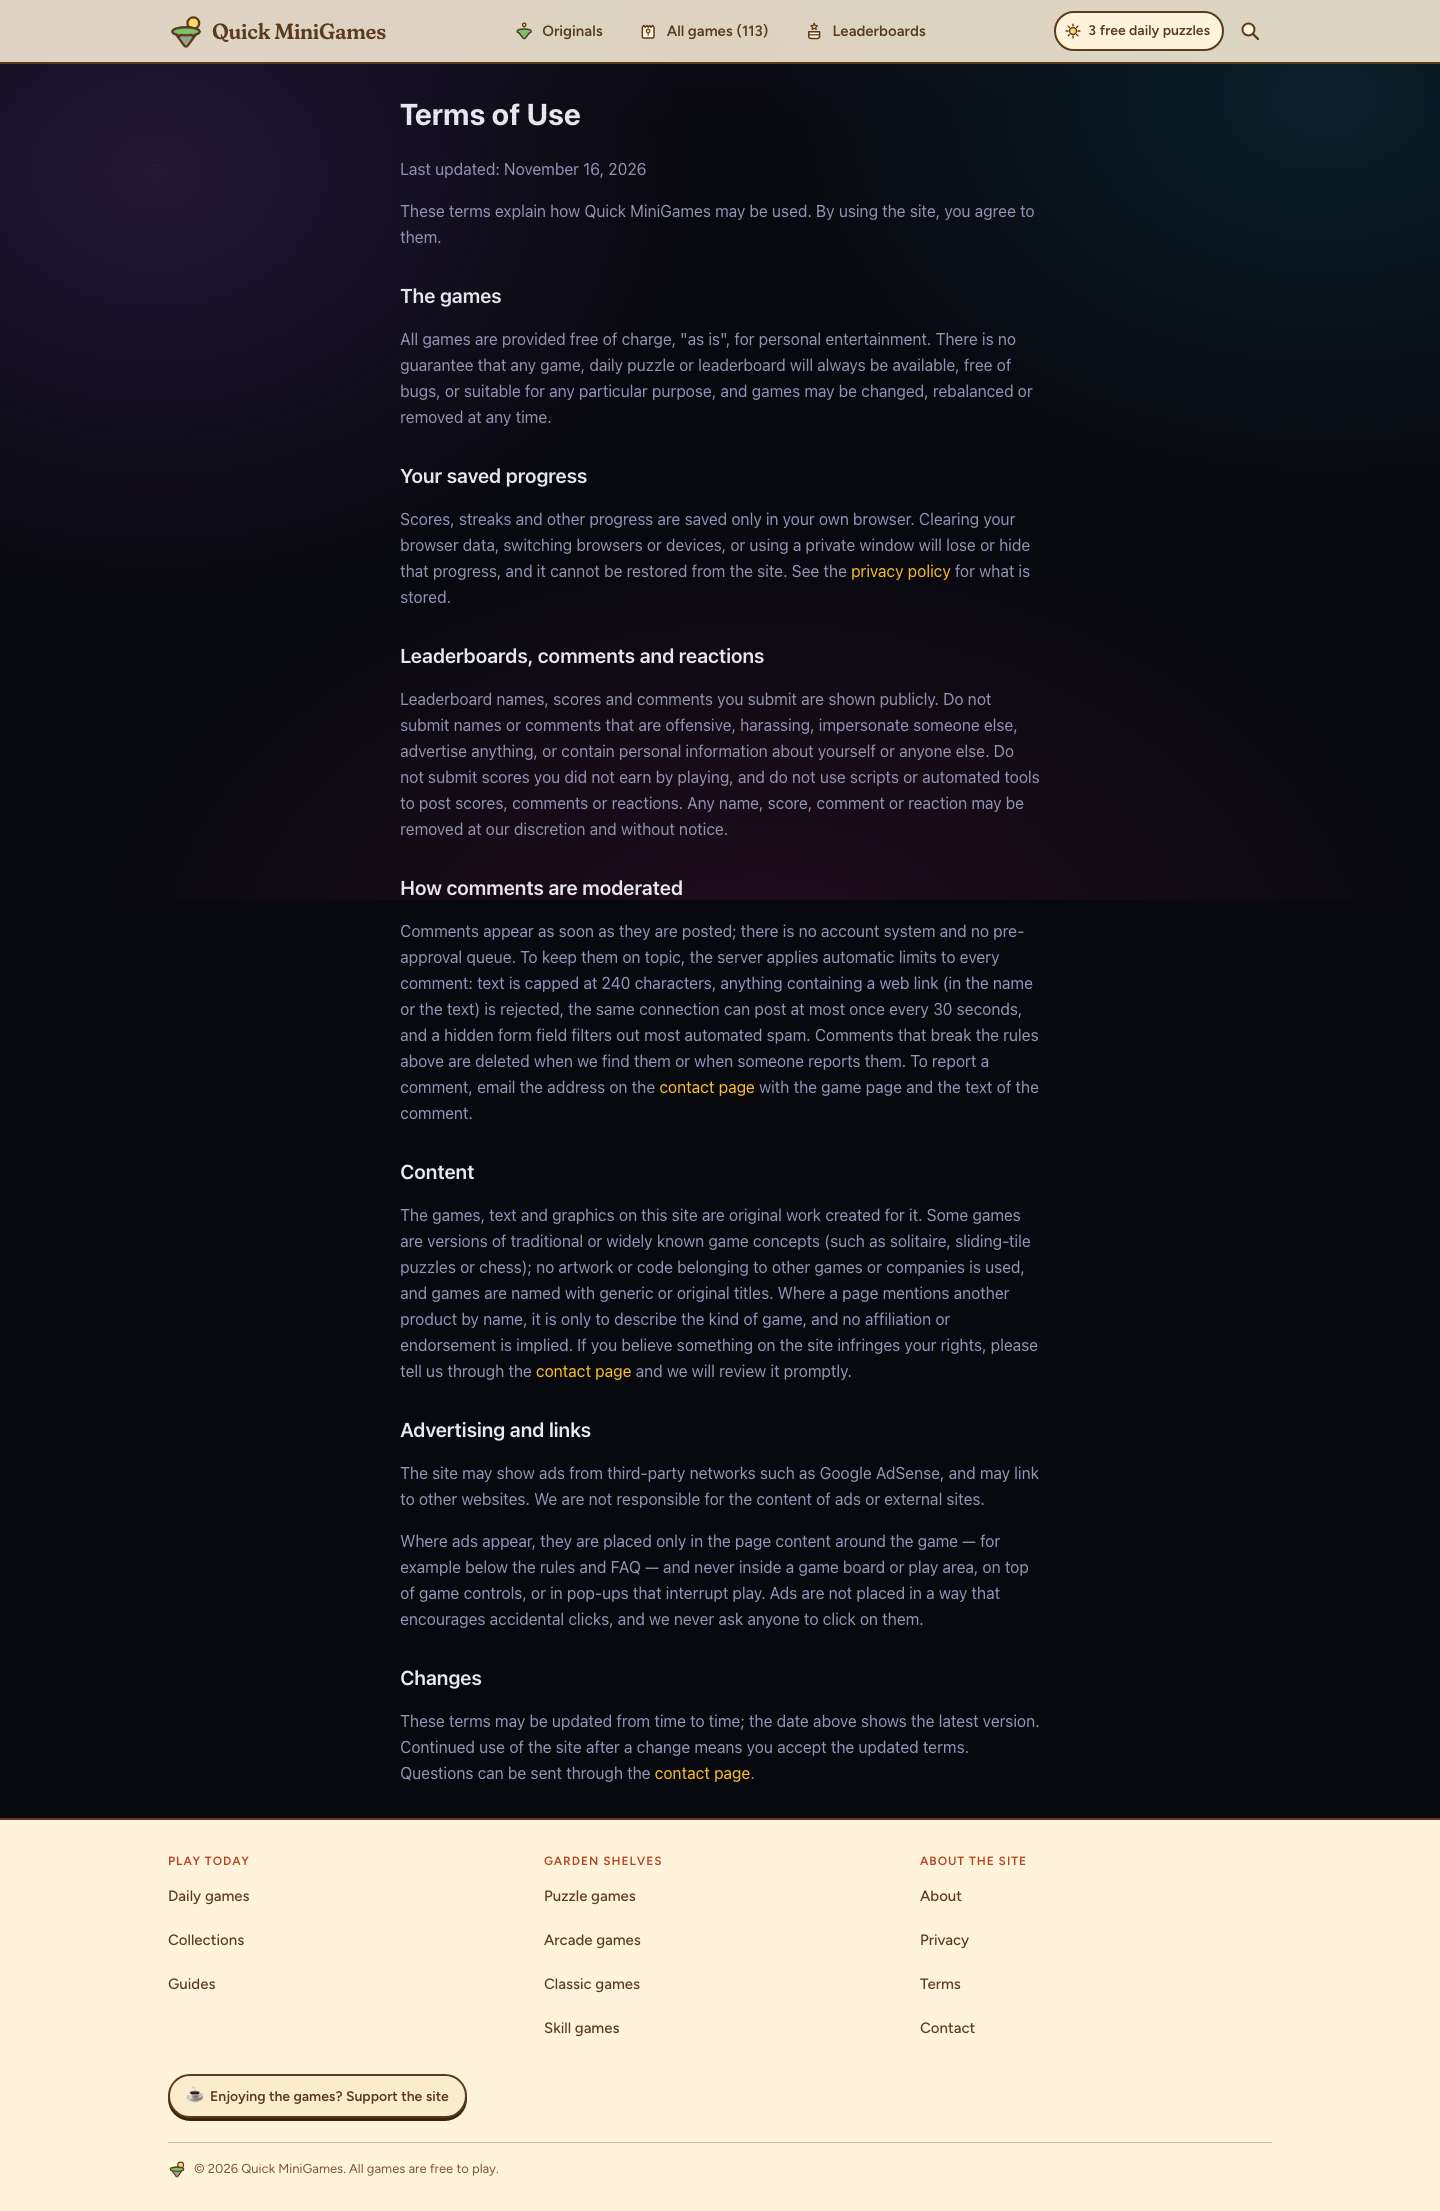 Quick MiniGames
Originals
All games (113)
Leaderboards
3 free daily puzzles
Terms of Use
Last updated: November 16, 2026
These terms explain how Quick MiniGames may be used. By using the site, you agree to
them.
The games
All games are provided free of charge, "as is", for personal entertainment. There is no
guarantee that any game, daily puzzle or leaderboard will always be available, free of
bugs, or suitable for any particular purpose, and games may be changed, rebalanced or
removed at any time.
Your saved progress
Scores, streaks and other progress are saved only in your own browser. Clearing your
browser data, switching browsers or devices, or using a private window will lose or hide
that progress, and it cannot be restored from the site. See the privacy policy for what is
stored.
Leaderboards, comments and reactions
Leaderboard names, scores and comments you submit are shown publicly. Do not
submit names or comments that are offensive, harassing, impersonate someone else,
advertise anything, or contain personal information about yourself or anyone else. Do
not submit scores you did not earn by playing, and do not use scripts or automated tools
to post scores, comments or reactions. Any name, score, comment or reaction may be
removed at our discretion and without notice.
How comments are moderated
Comments appear as soon as they are posted; there is no account system and no pre-
approval queue. To keep them on topic, the server applies automatic limits to every
comment: text is capped at 240 characters, anything containing a web link (in the name
or the text) is rejected, the same connection can post at most once every 30 seconds,
and a hidden form field filters out most automated spam. Comments that break the rules
above are deleted when we find them or when someone reports them. To report a
comment, email the address on the contact page with the game page and the text of the
comment.
Content
The games, text and graphics on this site are original work created for it. Some games
are versions of traditional or widely known game concepts (such as solitaire, sliding-tile
puzzles or chess); no artwork or code belonging to other games or companies is used,
and games are named with generic or original titles. Where a page mentions another
product by name, it is only to describe the kind of game, and no affiliation or
endorsement is implied. If you believe something on the site infringes your rights, please
tell us through the contact page and we will review it promptly.
Advertising and links
The site may show ads from third-party networks such as Google AdSense, and may link
to other websites. We are not responsible for the content of ads or external sites.
Where ads appear, they are placed only in the page content around the game — for
example below the rules and FAQ — and never inside a game board or play area, on top
of game controls, or in pop-ups that interrupt play. Ads are not placed in a way that
encourages accidental clicks, and we never ask anyone to click on them.
Changes
These terms may be updated from time to time; the date above shows the latest version.
Continued use of the site after a change means you accept the updated terms.
Questions can be sent through the contact page.
PLAY TODAY
Daily games
Collections
Guides
GARDEN SHELVES
Puzzle games
Arcade games
Classic games
Skill games
ABOUT THE SITE
About
Privacy
Terms
Contact
Enjoying the games? Support the site
© 2026 Quick MiniGames. All games are free to play.